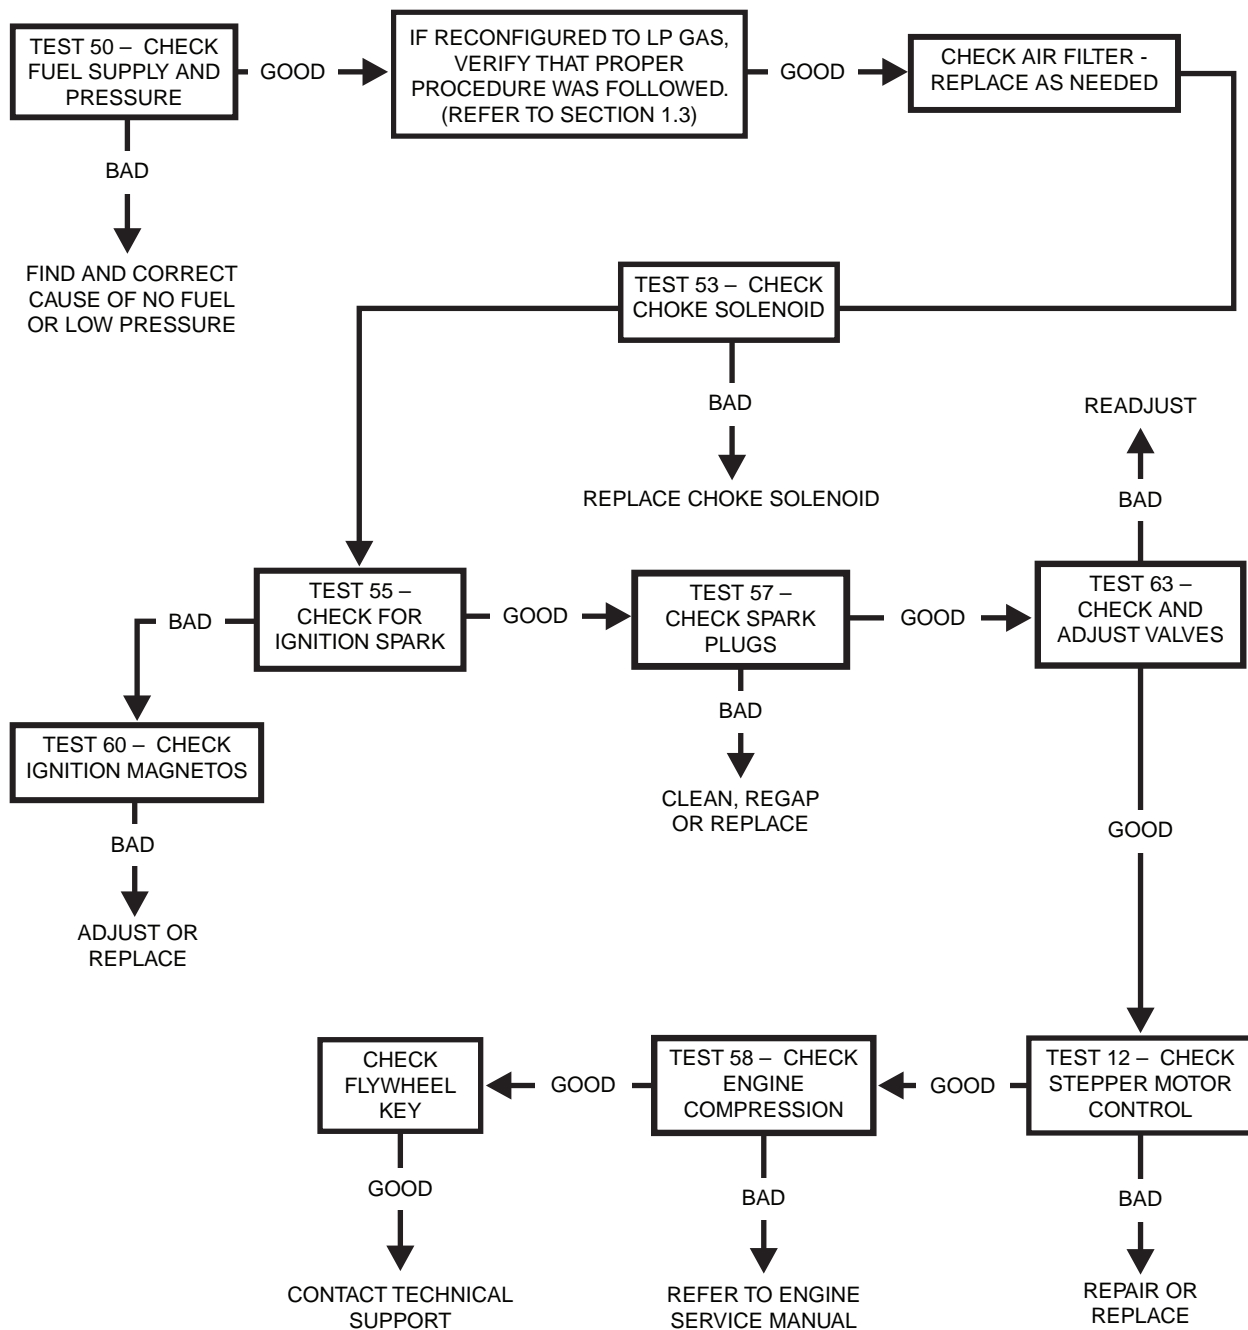 TEST 50 – CHECK
FUEL SUPPLY AND
PRESSURE
GOOD
IF RECONFIGURED TO LP GAS,
VERIFY THAT PROPER
PROCEDURE WAS FOLLOWED.
(REFER TO SECTION 1.3)
GOOD
CHECK AIR FILTER -
REPLACE AS NEEDED
BAD
FIND AND CORRECT
CAUSE OF NO FUEL
OR LOW PRESSURE
TEST 53 – CHECK
CHOKE SOLENOID
BAD
REPLACE CHOKE SOLENOID
READJUST
BAD
TEST 55 –
CHECK FOR
IGNITION SPARK
BAD
GOOD
TEST 57 –
CHECK SPARK
PLUGS
GOOD
TEST 63 –
CHECK AND
ADJUST VALVES
TEST 60 – CHECK
IGNITION MAGNETOS
BAD
ADJUST OR
REPLACE
BAD
CLEAN, REGAP
OR REPLACE
GOOD
TEST 12 – CHECK
STEPPER MOTOR
CONTROL
GOOD
TEST 58 – CHECK
ENGINE
COMPRESSION
GOOD
CHECK
FLYWHEEL
KEY
GOOD
CONTACT TECHNICAL
SUPPORT
BAD
REFER TO ENGINE
SERVICE MANUAL
BAD
REPAIR OR
REPLACE